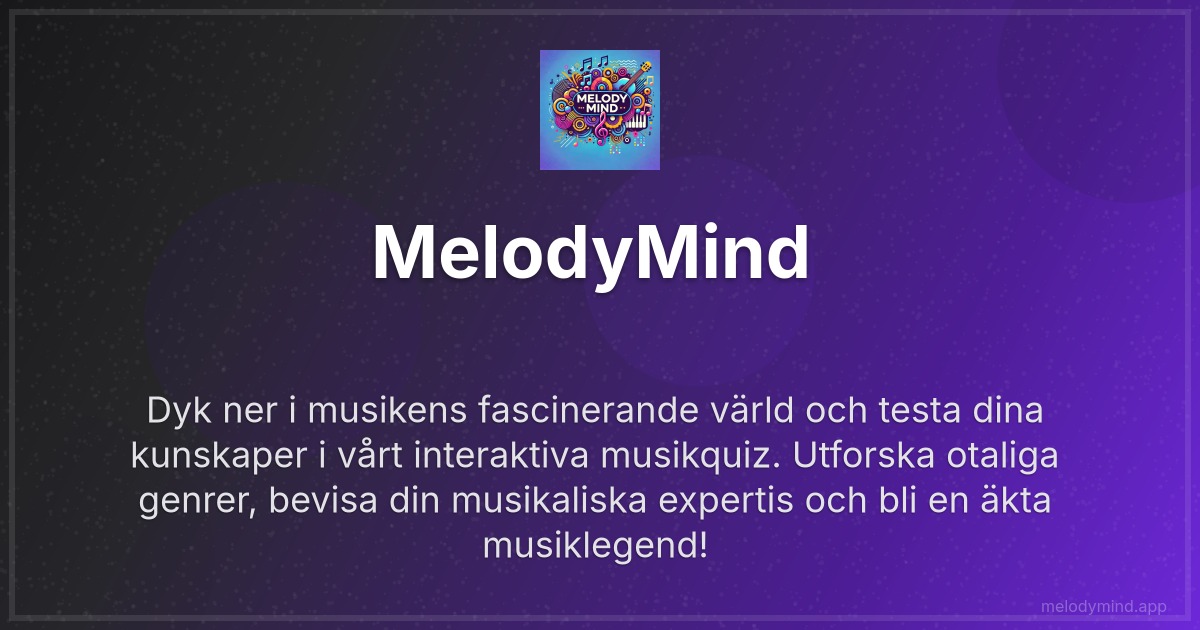 MELODY
MIND
MelodyMind
Dyk ner i musikens fascinerande värld och testa dina
kunskaper i vårt interaktiva musikquiz. Utforska otaliga
genrer, bevisa din musikaliska expertis och bli en äkta
musiklegend!
melodymind.app